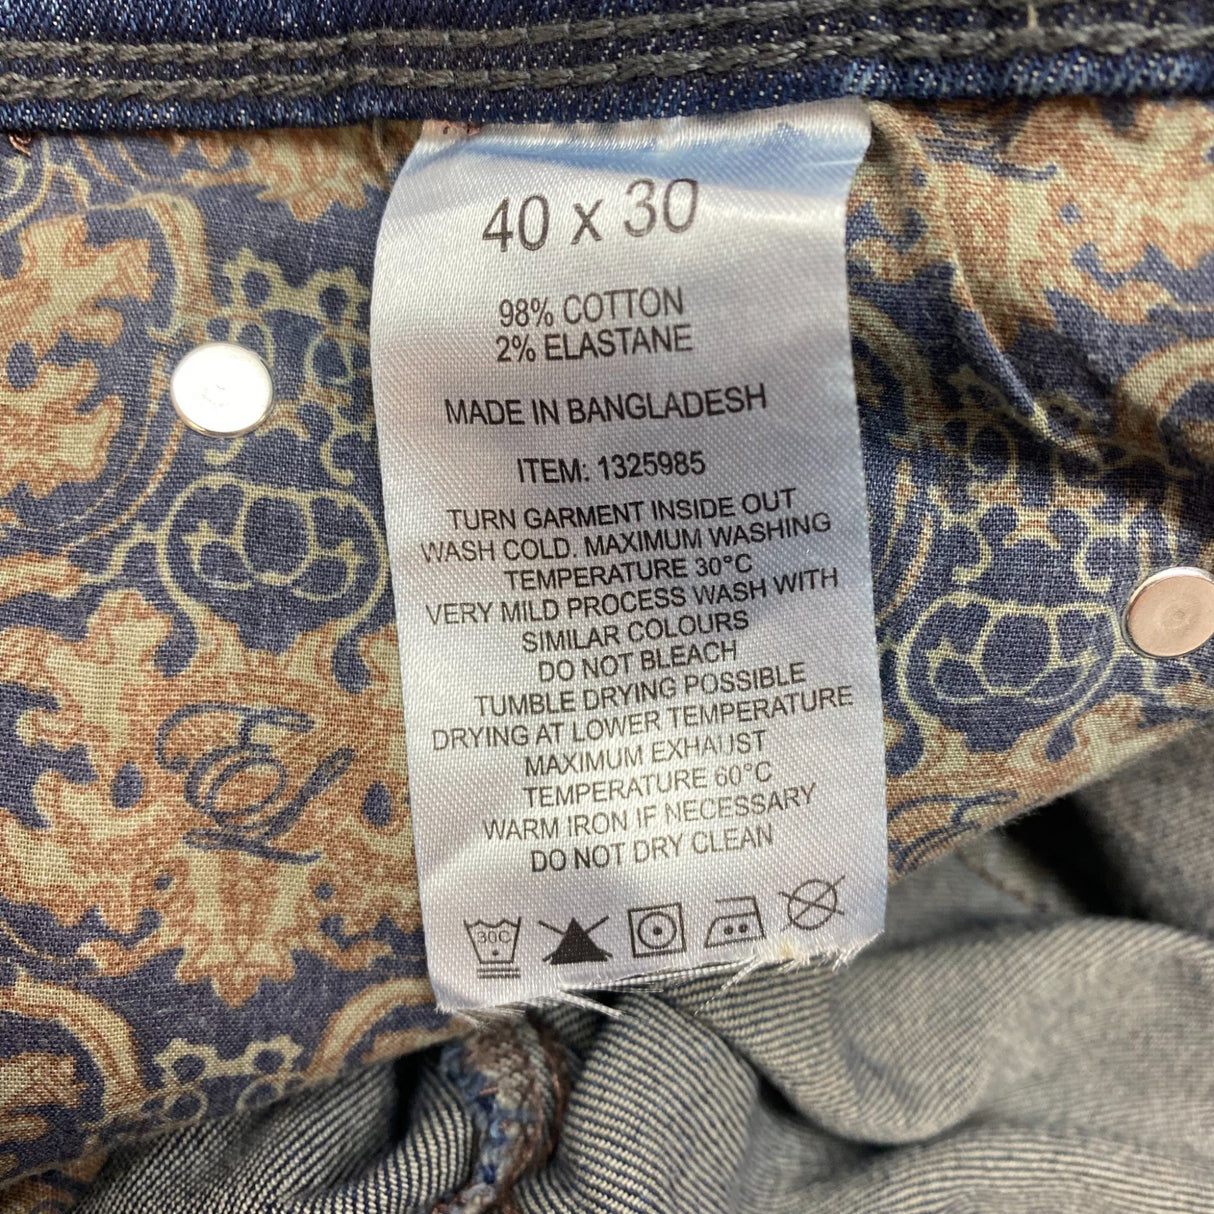 40 x 30
98% COTTON
2% ELASTANE
MADE IN BANGLADESH
ITEM: 1325985
TURN GARMENT INSIDE OUT
WASH COLD. MAXIMUM WASHING
TEMPERATURE 30°C
VERY MILD PROCESS WASH WITH
SIMILAR COLOURS
DO NOT BLEACH
TUMBLE DRYING POSSIBLE
DRYING AT LOWER TEMPERATURE
MAXIMUM EXHAUST
TEMPERATURE 60°C
WARM IRON IF NECESSARY
DO NOT DRY CLEAN
30C